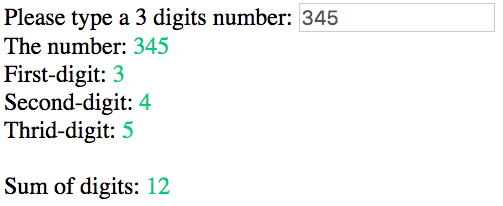 Please type a 3 digits number: 345
The number: 345
First-digit: 3
Second-digit: 4
Thrid-digit: 5
Sum of digits: 12